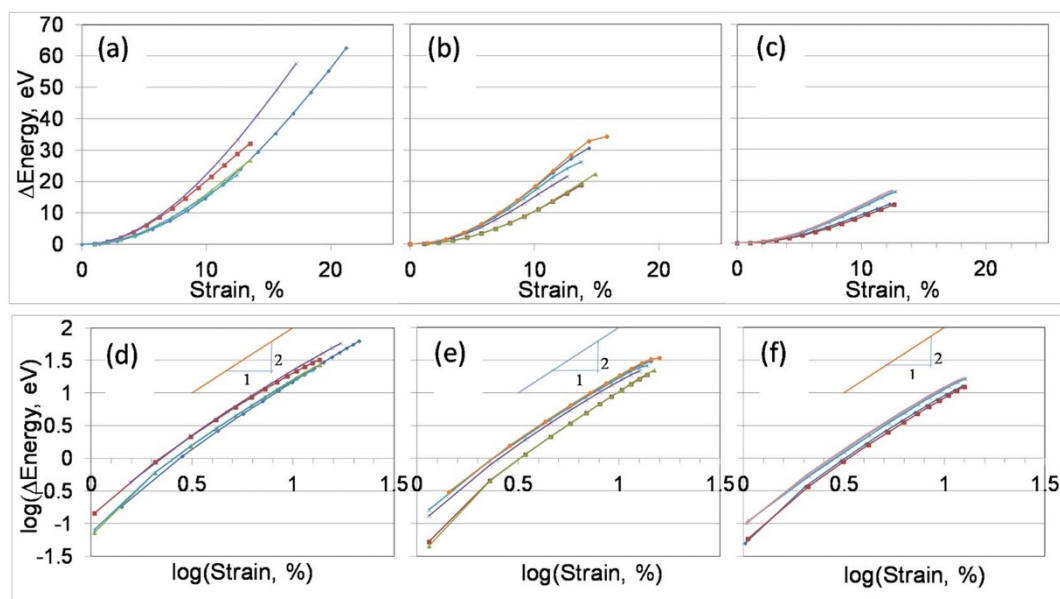 70
60
50
40
30
20
10
0
ΔEnergy, eV
(a)
(b)
(c)
0 10 20
0 10 20
0 10 20
Strain, %
Strain, %
Strain, %
2
1.5
1
0.5
0
-0.5
-1
-1.5
log(ΔEnergy, eV)
(d)
(e)
(f)
2
1
2
1
2
1
0 0.5 1 1.5
0 0.5 1 1.5
0 0.5 1 1.5
log(Strain, %)
log(Strain, %)
log(Strain, %)